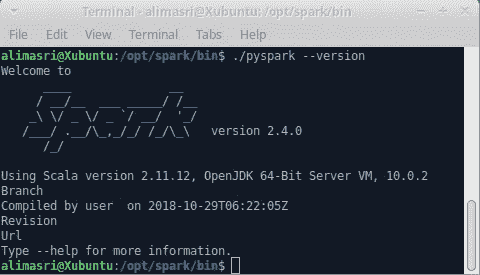 Terminal - alimasri@Xubuntu: /opt/spark/bin
File Edit View Terminal Tabs Help
alimasri@Xubuntu:/opt/spark/bin$ ./pyspark --version
Welcome to
      ____              __
     / __/__  ___ _____/ /__
    _\ \/ _ \/ _ `/ __/  '_/
   /___/ .__/\_,_/_/ /_/\_\   version 2.4.0
      /_/
Using Scala version 2.11.12, OpenJDK 64-Bit Server VM, 10.0.2
Branch
Compiled by user  on 2018-10-29T06:22:05Z
Revision
Url
Type --help for more information.
alimasri@Xubuntu:/opt/spark/bin$